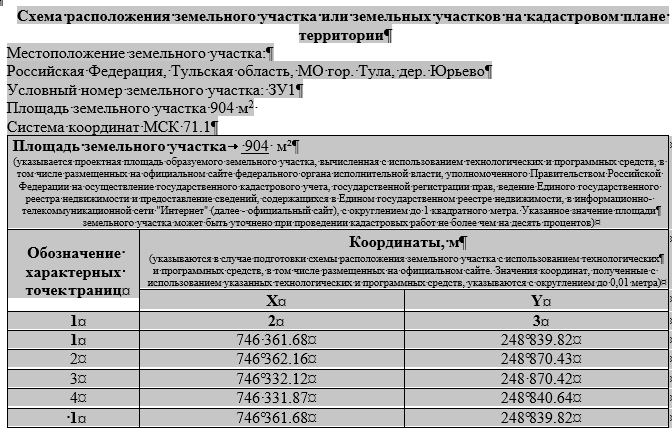 Схема расположения земельного участка или земельных участков на кадастровом плане
территории¶
Местоположение земельного участка:¶
Российская Федерация, Тульская область, МО гор. Тула, дер. Юрьево¶
Условный номер земельного участка: ЗУ1¶
Площадь земельного участка 904 м²
Система координат МСК 71.1¶
Площадь земельного участка→ 904 м²¶
(указывается проектная площадь образуемого земельного участка, вычисленная с использованием технологических и программных средств, в
том числе размещенных на официальном сайте федерального органа исполнительной власти, уполномоченного Правительством Российской
Федерации на осуществление государственного кадастрового учета, государственной регистрации прав, ведение Единого государственного
реестра недвижимости и предоставление сведений, содержащихся в Едином государственном реестре недвижимости, в информационно-
телекоммуникационной сети "Интернет" (далее - официальный сайт), с округлением до 1 квадратного метра. Указанное значение площади¶
земельного участка может быть уточнено при проведении кадастровых работ не более чем на десять процентов)¤
Обозначение
характерных
точек границ¤
Координаты, м¶
(указываются в случае подготовки схемы расположения земельного участка с использованием технологических¶
и программных средств, в том числе размещенных на официальном сайте. Значения координат, полученные с
использованием указанных технологических и программных средств, указываются с округлением до 0,01 метра)¤
X¤ Y¤
1¤ 2¤ 3¤
1¤ 746 361.68¤ 248°839.82¤
2¤ 746°362.16¤ 248°870.43¤
3¤ 746°332.12¤ 248 870.42¤
4¤ 746 331.87¤ 248°840.64¤
1¤ 746°361.68¤ 248°839.82¤